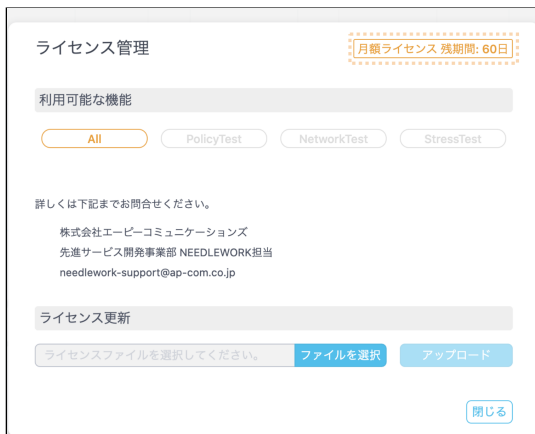 ライセンス管理
月額ライセンス 残期間: 60日
利用可能な機能
All PolicyTest NetworkTest StressTest
詳しくは下記までお問合せください。
株式会社エーピーコミュニケーションズ
先進サービス開発事業部 NEEDLEWORK担当
needlework-support@ap-com.co.jp
ライセンス更新
ライセンスファイルを選択してください。 ファイルを選択 アップロード
閉じる